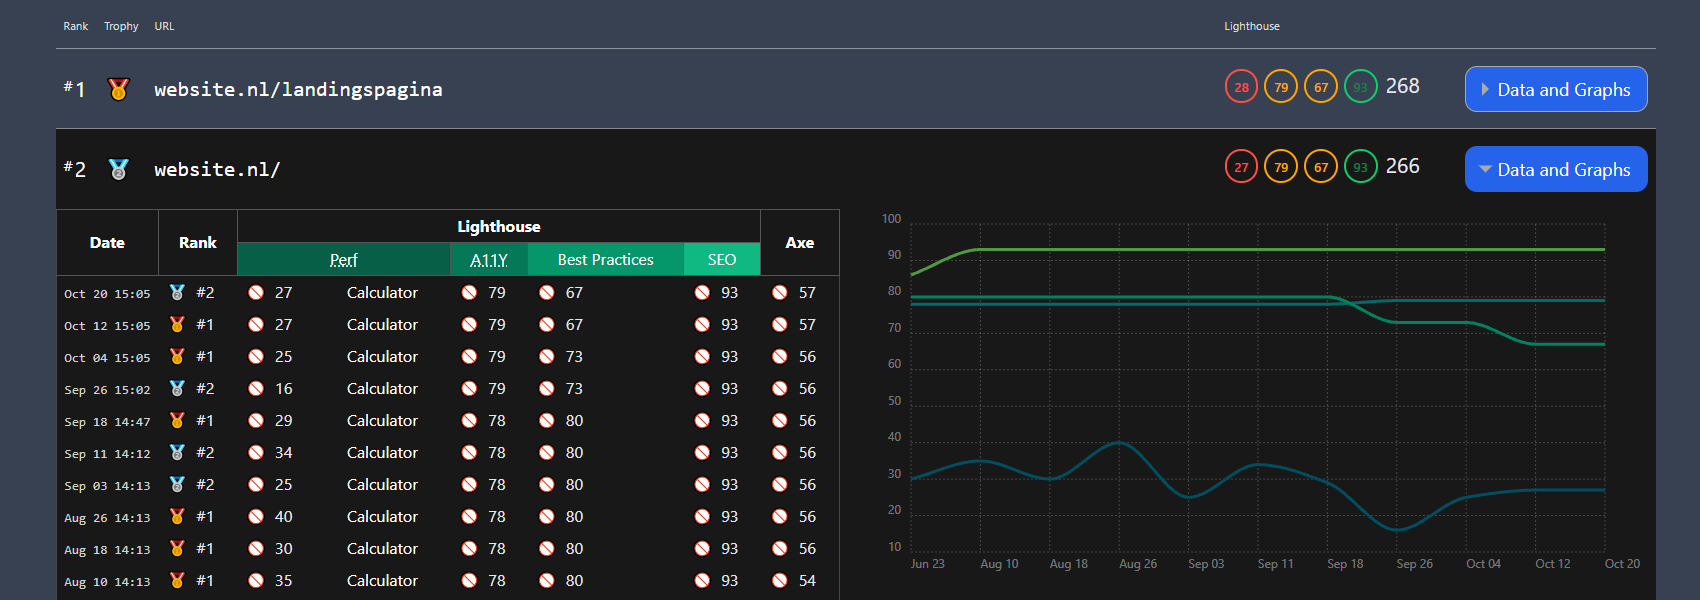 Rank Trophy URL Lighthouse
#1 website.nl/landingspagina 28 79 67 93 268 Data and Graphs
#2 website.nl/ 27 79 67 93 266 Data and Graphs
Date Rank Lighthouse Axe
Perf A11Y Best Practices SEO
Oct 20 15:05 #2 27 Calculator 79 67 93 57
Oct 12 15:05 #1 27 Calculator 79 67 93 57
Oct 04 15:05 #1 25 Calculator 79 73 93 56
Sep 26 15:02 #2 16 Calculator 79 73 93 56
Sep 18 14:47 #1 29 Calculator 78 80 93 56
Sep 11 14:12 #2 34 Calculator 78 80 93 56
Sep 03 14:13 #2 25 Calculator 78 80 93 56
Aug 26 14:13 #1 40 Calculator 78 80 93 56
Aug 18 14:13 #1 30 Calculator 78 80 93 56
Aug 10 14:13 #1 35 Calculator 78 80 93 54
100
90
80
70
60
50
40
30
20
10
Jun 23 Aug 10 Aug 18 Aug 26 Sep 03 Sep 11 Sep 18 Sep 26 Oct 04 Oct 12 Oct 20